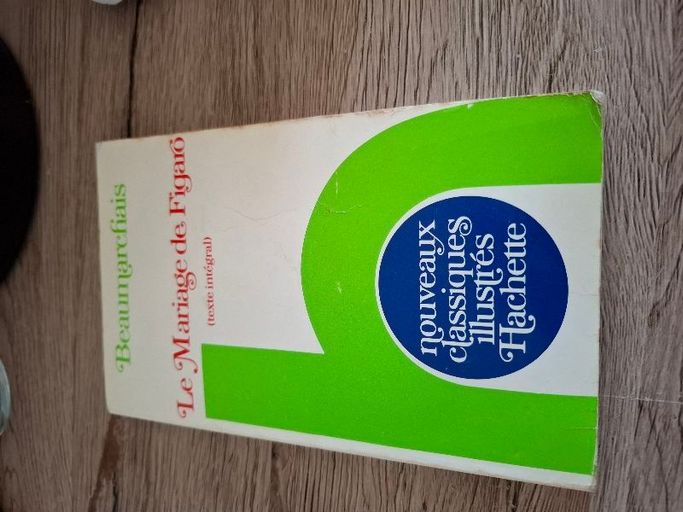 Beaumarchais
Le Mariage de Figaro
(texte intégral)
nouveaux
classiques
illustrés
Hachette